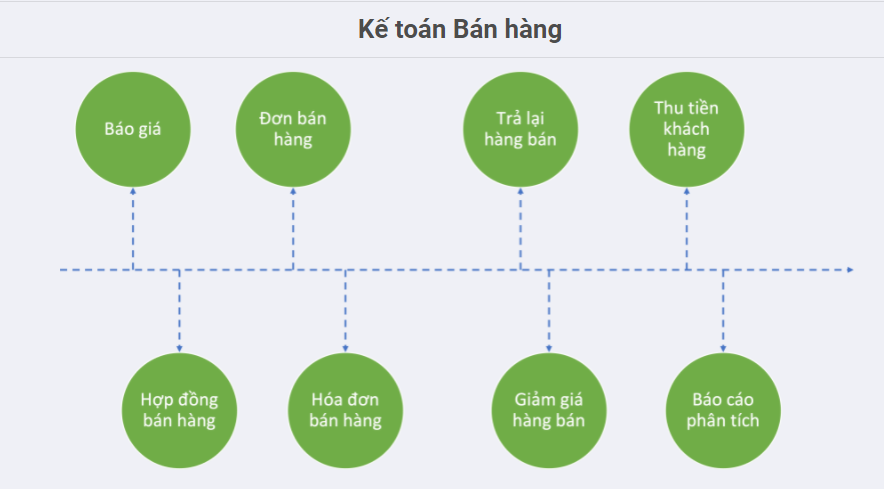 Kế toán Bán hàng
Báo giá
Đơn bán
hàng
Trả lại
hàng bán
Thu tiền
khách
hàng
Hợp đồng
bán hàng
Hóa đơn
bán hàng
Giảm giá
hàng bán
Báo cáo
phân tích